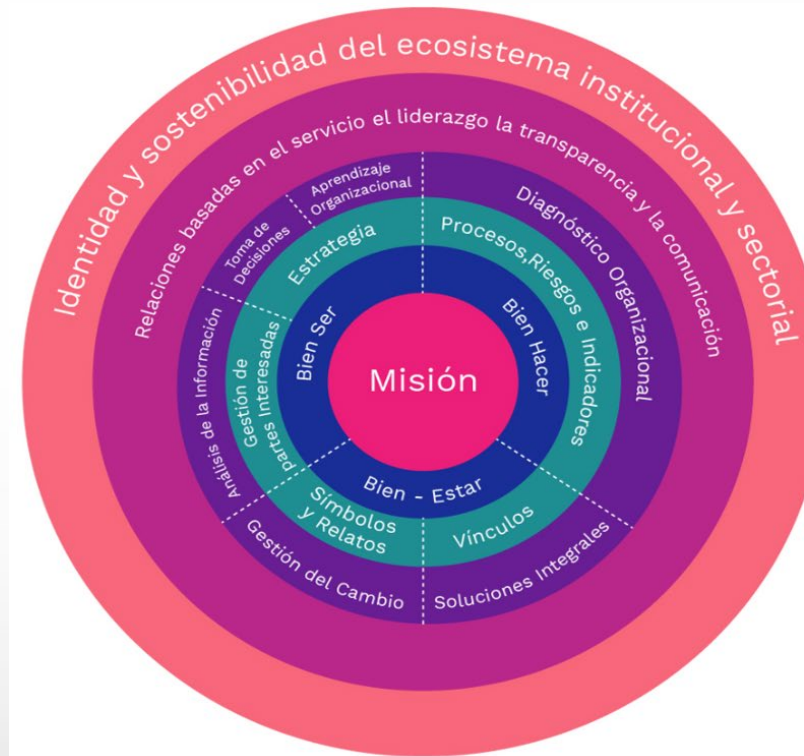 Identidad y sostenibilidad del ecosistema institucional y sectorial
Relaciones basadas en el servicio el liderazgo la transparencia y la comunicación
Toma de
Decisiones
Aprendizaje
Organizacional
Diagnóstico Organizacional
Análisis de la Información
Gestión del Cambio
Soluciones Integrales
Estrategia
Procesos, Riesgos e Indicadores
Gestión de
partes Interesadas
Símbolos
y Relatos
Vínculos
Bien Ser
Bien Hacer
Bien - Estar
Misión